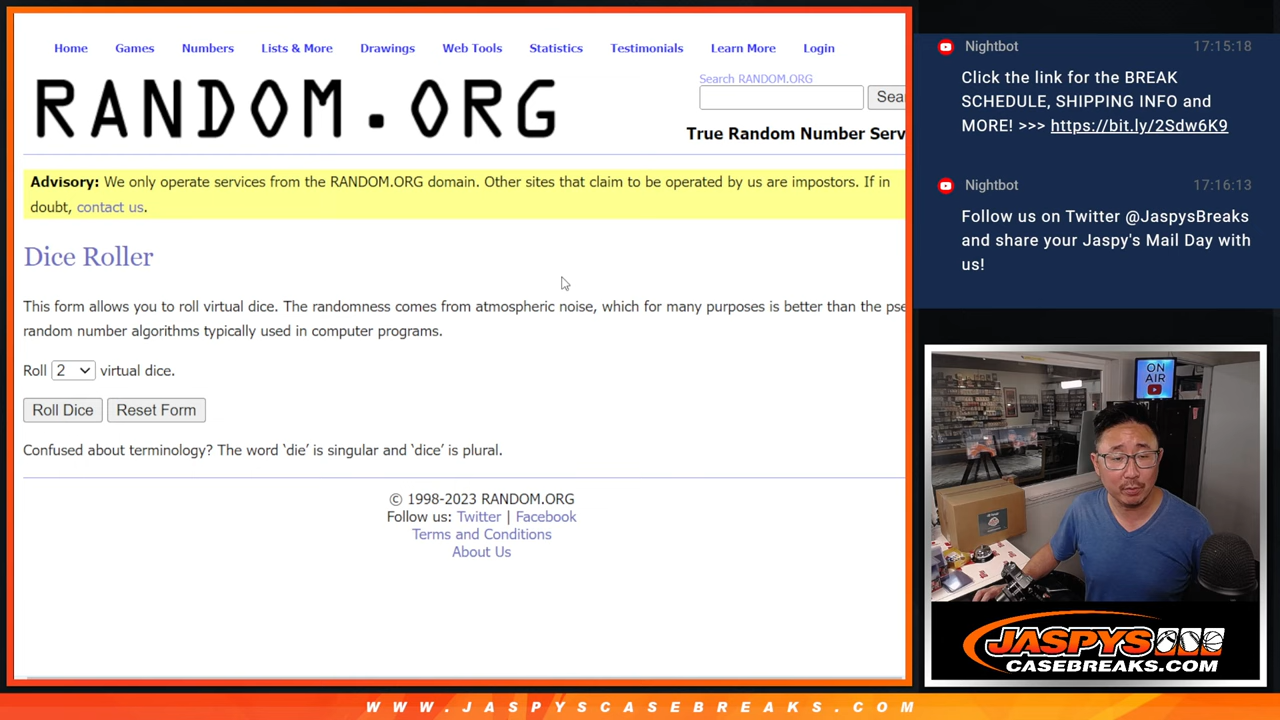 Home Games Numbers Lists & More Drawings Web Tools Statistics Testimonials Learn More Login
RANDOM.ORG
Search RANDOM.ORG
Sea
True Random Number Serv
Advisory: We only operate services from the RANDOM.ORG domain. Other sites that claim to be operated by us are impostors. If in
doubt, contact us.
Dice Roller
This form allows you to roll virtual dice. The randomness comes from atmospheric noise, which for many purposes is better than the pse
random number algorithms typically used in computer programs.
Roll 2 virtual dice.
Roll Dice Reset Form
Confused about terminology? The word ‘die’ is singular and ‘dice’ is plural.
© 1998-2023 RANDOM.ORG
Follow us: Twitter | Facebook
Terms and Conditions
About Us
Nightbot 17:15:18
Click the link for the BREAK
SCHEDULE, SHIPPING INFO and
MORE! >>> https://bit.ly/2Sdw6K9
Nightbot 17:16:13
Follow us on Twitter @JaspysBreaks
and share your Jaspy's Mail Day with
us!
ON
AIR
JASPYS
CASEBREAKS.COM
WWW.JASPYSCASEBREAKS.COM